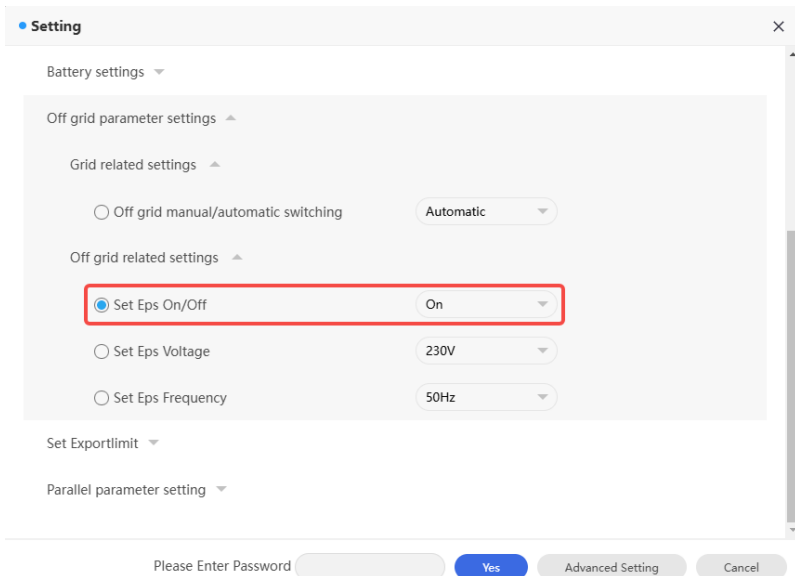 Setting
Battery settings
Off grid parameter settings
Grid related settings
Off grid manual/automatic switching Automatic
Off grid related settings
Set Eps On/Off On
Set Eps Voltage 230V
Set Eps Frequency 50Hz
Set Exportlimit
Parallel parameter setting
Please Enter Password Yes Advanced Setting Cancel